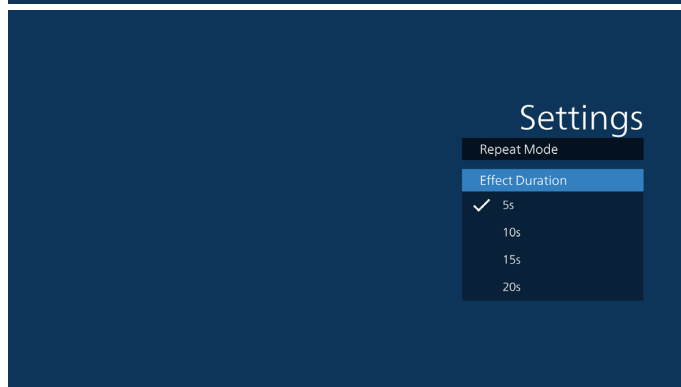 Settings
Repeat Mode
Effect Duration
5s
10s
15s
20s